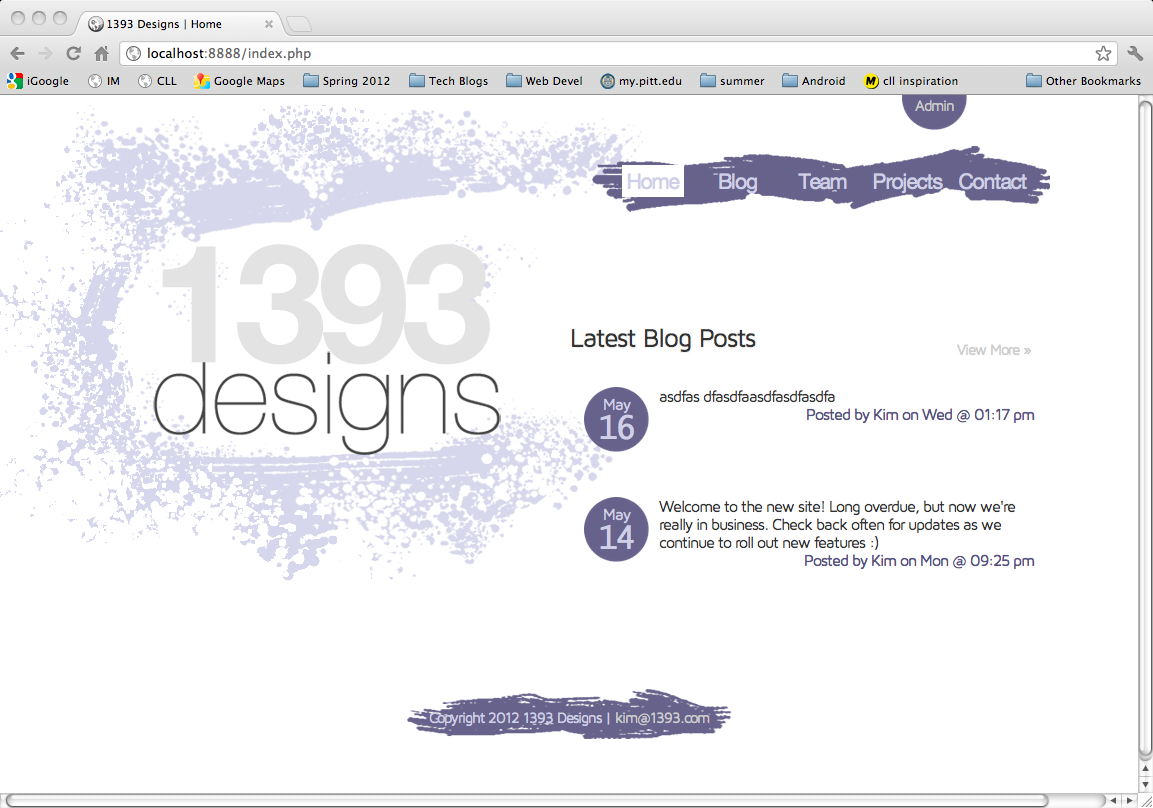 1393 Designs | Home
localhost:8888/index.php
iGoogle IM CLL Google Maps Spring 2012 Tech Blogs Web Devel my.pitt.edu summer Android cll inspiration Other Bookmarks
Admin
Home Blog Team Projects Contact
1393
designs
Latest Blog Posts
View More »
May
16
asdfas dfasdfaasdfasdfasdfa
Posted by Kim on Wed @ 01:17 pm
May
14
Welcome to the new site! Long overdue, but now we're
really in business. Check back often for updates as we
continue to roll out new features :)
Posted by Kim on Mon @ 09:25 pm
Copyright 2012 1393 Designs | kim@1393.com